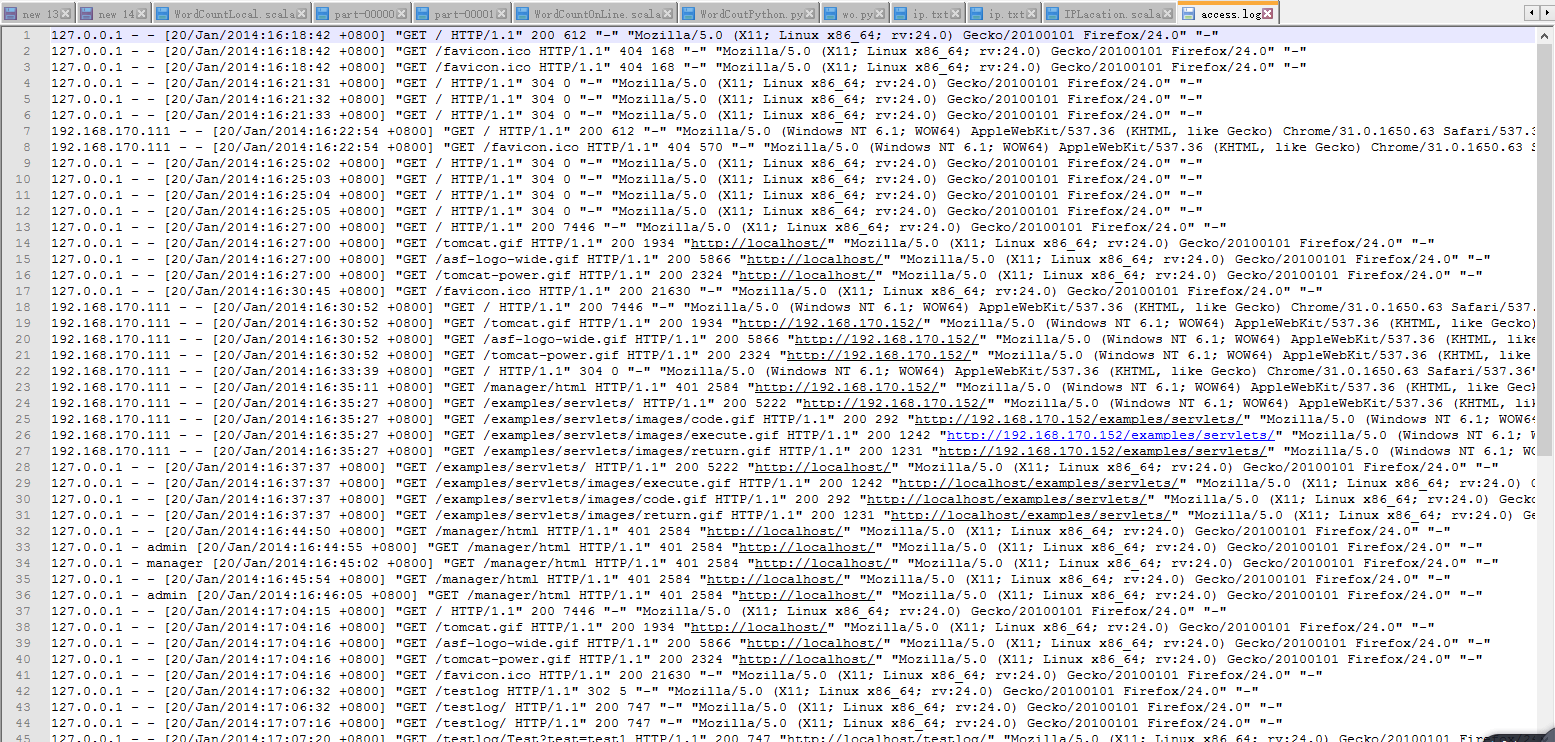 new 13 new 14 WordCountLocal.scala part-00000 part-00001 WordCountOnLine.scala WordCoutPython.py wo.py ip.txt ip.txt IPLacation.scala access.log
1 127.0.0.1 - - [20/Jan/2014:16:18:42 +0800] "GET / HTTP/1.1" 200 612 "-" "Mozilla/5.0 (X11; Linux x86_64; rv:24.0) Gecko/20100101 Firefox/24.0" "-"
2 127.0.0.1 - - [20/Jan/2014:16:18:42 +0800] "GET /favicon.ico HTTP/1.1" 404 168 "-" "Mozilla/5.0 (X11; Linux x86_64; rv:24.0) Gecko/20100101 Firefox/24.0" "-"
3 127.0.0.1 - - [20/Jan/2014:16:18:42 +0800] "GET /favicon.ico HTTP/1.1" 404 168 "-" "Mozilla/5.0 (X11; Linux x86_64; rv:24.0) Gecko/20100101 Firefox/24.0" "-"
4 127.0.0.1 - - [20/Jan/2014:16:21:31 +0800] "GET / HTTP/1.1" 304 0 "-" "Mozilla/5.0 (X11; Linux x86_64; rv:24.0) Gecko/20100101 Firefox/24.0" "-"
5 127.0.0.1 - - [20/Jan/2014:16:21:32 +0800] "GET / HTTP/1.1" 304 0 "-" "Mozilla/5.0 (X11; Linux x86_64; rv:24.0) Gecko/20100101 Firefox/24.0" "-"
6 127.0.0.1 - - [20/Jan/2014:16:21:33 +0800] "GET / HTTP/1.1" 304 0 "-" "Mozilla/5.0 (X11; Linux x86_64; rv:24.0) Gecko/20100101 Firefox/24.0" "-"
7 192.168.170.111 - - [20/Jan/2014:16:22:54 +0800] "GET / HTTP/1.1" 200 612 "-" "Mozilla/5.0 (Windows NT 6.1; WOW64) AppleWebKit/537.36 (KHTML, like Gecko) Chrome/31.0.1650.63 Safari/537.3
8 192.168.170.111 - - [20/Jan/2014:16:22:54 +0800] "GET /favicon.ico HTTP/1.1" 404 570 "-" "Mozilla/5.0 (Windows NT 6.1; WOW64) AppleWebKit/537.36 (KHTML, like Gecko) Chrome/31.0.1650.63 S
9 127.0.0.1 - - [20/Jan/2014:16:25:02 +0800] "GET / HTTP/1.1" 304 0 "-" "Mozilla/5.0 (X11; Linux x86_64; rv:24.0) Gecko/20100101 Firefox/24.0" "-"
10 127.0.0.1 - - [20/Jan/2014:16:25:03 +0800] "GET / HTTP/1.1" 304 0 "-" "Mozilla/5.0 (X11; Linux x86_64; rv:24.0) Gecko/20100101 Firefox/24.0" "-"
11 127.0.0.1 - - [20/Jan/2014:16:25:04 +0800] "GET / HTTP/1.1" 304 0 "-" "Mozilla/5.0 (X11; Linux x86_64; rv:24.0) Gecko/20100101 Firefox/24.0" "-"
12 127.0.0.1 - - [20/Jan/2014:16:25:05 +0800] "GET / HTTP/1.1" 304 0 "-" "Mozilla/5.0 (X11; Linux x86_64; rv:24.0) Gecko/20100101 Firefox/24.0" "-"
13 127.0.0.1 - - [20/Jan/2014:16:27:00 +0800] "GET / HTTP/1.1" 200 7446 "-" "Mozilla/5.0 (X11; Linux x86_64; rv:24.0) Gecko/20100101 Firefox/24.0" "-"
14 127.0.0.1 - - [20/Jan/2014:16:27:00 +0800] "GET /tomcat.gif HTTP/1.1" 200 1934 "http://localhost/" "Mozilla/5.0 (X11; Linux x86_64; rv:24.0) Gecko/20100101 Firefox/24.0" "-"
15 127.0.0.1 - - [20/Jan/2014:16:27:00 +0800] "GET /asf-logo-wide.gif HTTP/1.1" 200 5866 "http://localhost/" "Mozilla/5.0 (X11; Linux x86_64; rv:24.0) Gecko/20100101 Firefox/24.0" "-"
16 127.0.0.1 - - [20/Jan/2014:16:27:00 +0800] "GET /tomcat-power.gif HTTP/1.1" 200 2324 "http://localhost/" "Mozilla/5.0 (X11; Linux x86_64; rv:24.0) Gecko/20100101 Firefox/24.0" "-"
17 127.0.0.1 - - [20/Jan/2014:16:30:45 +0800] "GET /favicon.ico HTTP/1.1" 200 21630 "-" "Mozilla/5.0 (X11; Linux x86_64; rv:24.0) Gecko/20100101 Firefox/24.0" "-"
18 192.168.170.111 - - [20/Jan/2014:16:30:52 +0800] "GET / HTTP/1.1" 200 7446 "-" "Mozilla/5.0 (Windows NT 6.1; WOW64) AppleWebKit/537.36 (KHTML, like Gecko) Chrome/31.0.1650.63 Safari/537.
19 192.168.170.111 - - [20/Jan/2014:16:30:52 +0800] "GET /tomcat.gif HTTP/1.1" 200 1934 "http://192.168.170.152/" "Mozilla/5.0 (Windows NT 6.1; WOW64) AppleWebKit/537.36 (KHTML, like Gecko)
20 192.168.170.111 - - [20/Jan/2014:16:30:52 +0800] "GET /asf-logo-wide.gif HTTP/1.1" 200 5866 "http://192.168.170.152/" "Mozilla/5.0 (Windows NT 6.1; WOW64) AppleWebKit/537.36 (KHTML, like
21 192.168.170.111 - - [20/Jan/2014:16:30:52 +0800] "GET /tomcat-power.gif HTTP/1.1" 200 2324 "http://192.168.170.152/" "Mozilla/5.0 (Windows NT 6.1; WOW64) AppleWebKit/537.36 (KHTML, like
22 192.168.170.111 - - [20/Jan/2014:16:33:39 +0800] "GET / HTTP/1.1" 304 0 "-" "Mozilla/5.0 (Windows NT 6.1; WOW64) AppleWebKit/537.36 (KHTML, like Gecko) Chrome/31.0.1650.63 Safari/537.36"
23 192.168.170.111 - - [20/Jan/2014:16:35:11 +0800] "GET /manager/html HTTP/1.1" 401 2584 "http://192.168.170.152/" "Mozilla/5.0 (Windows NT 6.1; WOW64) AppleWebKit/537.36 (KHTML, like Geck
24 192.168.170.111 - - [20/Jan/2014:16:35:27 +0800] "GET /examples/servlets/ HTTP/1.1" 200 5222 "http://192.168.170.152/" "Mozilla/5.0 (Windows NT 6.1; WOW64) AppleWebKit/537.36 (KHTML, li
25 192.168.170.111 - - [20/Jan/2014:16:35:27 +0800] "GET /examples/servlets/images/code.gif HTTP/1.1" 200 292 "http://192.168.170.152/examples/servlets/" "Mozilla/5.0 (Windows NT 6.1; WOW64
26 192.168.170.111 - - [20/Jan/2014:16:35:27 +0800] "GET /examples/servlets/images/execute.gif HTTP/1.1" 200 1242 "http://192.168.170.152/examples/servlets/" "Mozilla/5.0 (Windows NT 6.1; W
27 192.168.170.111 - - [20/Jan/2014:16:35:27 +0800] "GET /examples/servlets/images/return.gif HTTP/1.1" 200 1231 "http://192.168.170.152/examples/servlets/" "Mozilla/5.0 (Windows NT 6.1; WO
28 127.0.0.1 - - [20/Jan/2014:16:37:37 +0800] "GET /examples/servlets/ HTTP/1.1" 200 5222 "http://localhost/" "Mozilla/5.0 (X11; Linux x86_64; rv:24.0) Gecko/20100101 Firefox/24.0" "-"
29 127.0.0.1 - - [20/Jan/2014:16:37:37 +0800] "GET /examples/servlets/images/execute.gif HTTP/1.1" 200 1242 "http://localhost/examples/servlets/" "Mozilla/5.0 (X11; Linux x86_64; rv:24.0) G
30 127.0.0.1 - - [20/Jan/2014:16:37:37 +0800] "GET /examples/servlets/images/code.gif HTTP/1.1" 200 292 "http://localhost/examples/servlets/" "Mozilla/5.0 (X11; Linux x86_64; rv:24.0) Gecko
31 127.0.0.1 - - [20/Jan/2014:16:37:37 +0800] "GET /examples/servlets/images/return.gif HTTP/1.1" 200 1231 "http://localhost/examples/servlets/" "Mozilla/5.0 (X11; Linux x86_64; rv:24.0) Ge
32 127.0.0.1 - - [20/Jan/2014:16:44:50 +0800] "GET /manager/html HTTP/1.1" 401 2584 "http://localhost/" "Mozilla/5.0 (X11; Linux x86_64; rv:24.0) Gecko/20100101 Firefox/24.0" "-"
33 127.0.0.1 - admin [20/Jan/2014:16:44:55 +0800] "GET /manager/html HTTP/1.1" 401 2584 "http://localhost/" "Mozilla/5.0 (X11; Linux x86_64; rv:24.0) Gecko/20100101 Firefox/24.0" "-"
34 127.0.0.1 - manager [20/Jan/2014:16:45:02 +0800] "GET /manager/html HTTP/1.1" 401 2584 "http://localhost/" "Mozilla/5.0 (X11; Linux x86_64; rv:24.0) Gecko/20100101 Firefox/24.0" "-"
35 127.0.0.1 - - [20/Jan/2014:16:45:54 +0800] "GET /manager/html HTTP/1.1" 401 2584 "http://localhost/" "Mozilla/5.0 (X11; Linux x86_64; rv:24.0) Gecko/20100101 Firefox/24.0" "-"
36 127.0.0.1 - admin [20/Jan/2014:16:46:05 +0800] "GET /manager/html HTTP/1.1" 401 2584 "http://localhost/" "Mozilla/5.0 (X11; Linux x86_64; rv:24.0) Gecko/20100101 Firefox/24.0" "-"
37 127.0.0.1 - - [20/Jan/2014:17:04:15 +0800] "GET / HTTP/1.1" 200 7446 "-" "Mozilla/5.0 (X11; Linux x86_64; rv:24.0) Gecko/20100101 Firefox/24.0" "-"
38 127.0.0.1 - - [20/Jan/2014:17:04:16 +0800] "GET /tomcat.gif HTTP/1.1" 200 1934 "http://localhost/" "Mozilla/5.0 (X11; Linux x86_64; rv:24.0) Gecko/20100101 Firefox/24.0" "-"
39 127.0.0.1 - - [20/Jan/2014:17:04:16 +0800] "GET /asf-logo-wide.gif HTTP/1.1" 200 5866 "http://localhost/" "Mozilla/5.0 (X11; Linux x86_64; rv:24.0) Gecko/20100101 Firefox/24.0" "-"
40 127.0.0.1 - - [20/Jan/2014:17:04:16 +0800] "GET /tomcat-power.gif HTTP/1.1" 200 2324 "http://localhost/" "Mozilla/5.0 (X11; Linux x86_64; rv:24.0) Gecko/20100101 Firefox/24.0" "-"
41 127.0.0.1 - - [20/Jan/2014:17:04:16 +0800] "GET /favicon.ico HTTP/1.1" 200 21630 "-" "Mozilla/5.0 (X11; Linux x86_64; rv:24.0) Gecko/20100101 Firefox/24.0" "-"
42 127.0.0.1 - - [20/Jan/2014:17:06:32 +0800] "GET /testlog HTTP/1.1" 302 5 "-" "Mozilla/5.0 (X11; Linux x86_64; rv:24.0) Gecko/20100101 Firefox/24.0" "-"
43 127.0.0.1 - - [20/Jan/2014:17:06:32 +0800] "GET /testlog/ HTTP/1.1" 200 747 "-" "Mozilla/5.0 (X11; Linux x86_64; rv:24.0) Gecko/20100101 Firefox/24.0" "-"
44 127.0.0.1 - - [20/Jan/2014:17:07:16 +0800] "GET /testlog/ HTTP/1.1" 200 747 "-" "Mozilla/5.0 (X11; Linux x86_64; rv:24.0) Gecko/20100101 Firefox/24.0" "-"
45 127.0.0.1 - - [20/Jan/2014:17:07:20 +0800] "GET /testlog/Test?test=test1 HTTP/1.1" 200 747 "http://localhost/testlog/" "Mozilla/5.0 (X11; Linux x86_64; rv:24.0) Gecko/20100101 Firefox/2